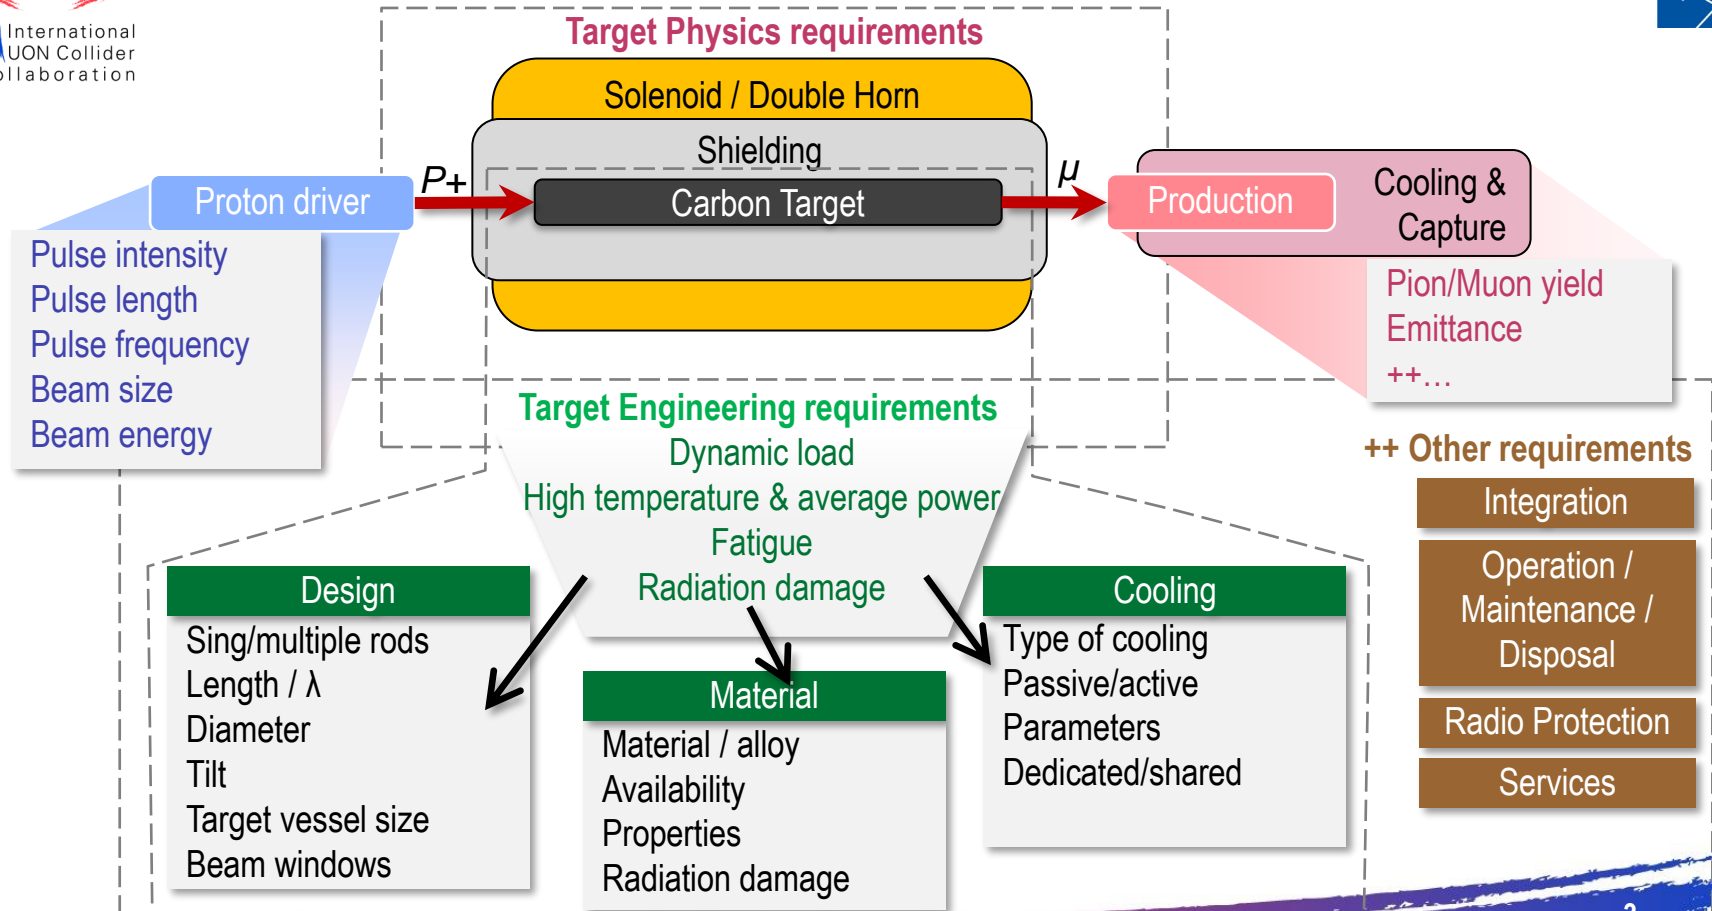 International
UON Collider
ollaboration
Target Physics requirements
Solenoid / Double Horn
Shielding
Carbon Target
Proton driver
P+
μ
Production
Cooling &
Capture
Pulse intensity
Pulse length
Pulse frequency
Beam size
Beam energy
Pion/Muon yield
Emittance
++...
Target Engineering requirements
Dynamic load
High temperature & average power
Fatigue
Radiation damage
++ Other requirements
Integration
Operation /
Maintenance /
Disposal
Radio Protection
Services
Design
Sing/multiple rods
Length / λ
Diameter
Tilt
Target vessel size
Beam windows
Material
Material / alloy
Availability
Properties
Radiation damage
Cooling
Type of cooling
Passive/active
Parameters
Dedicated/shared